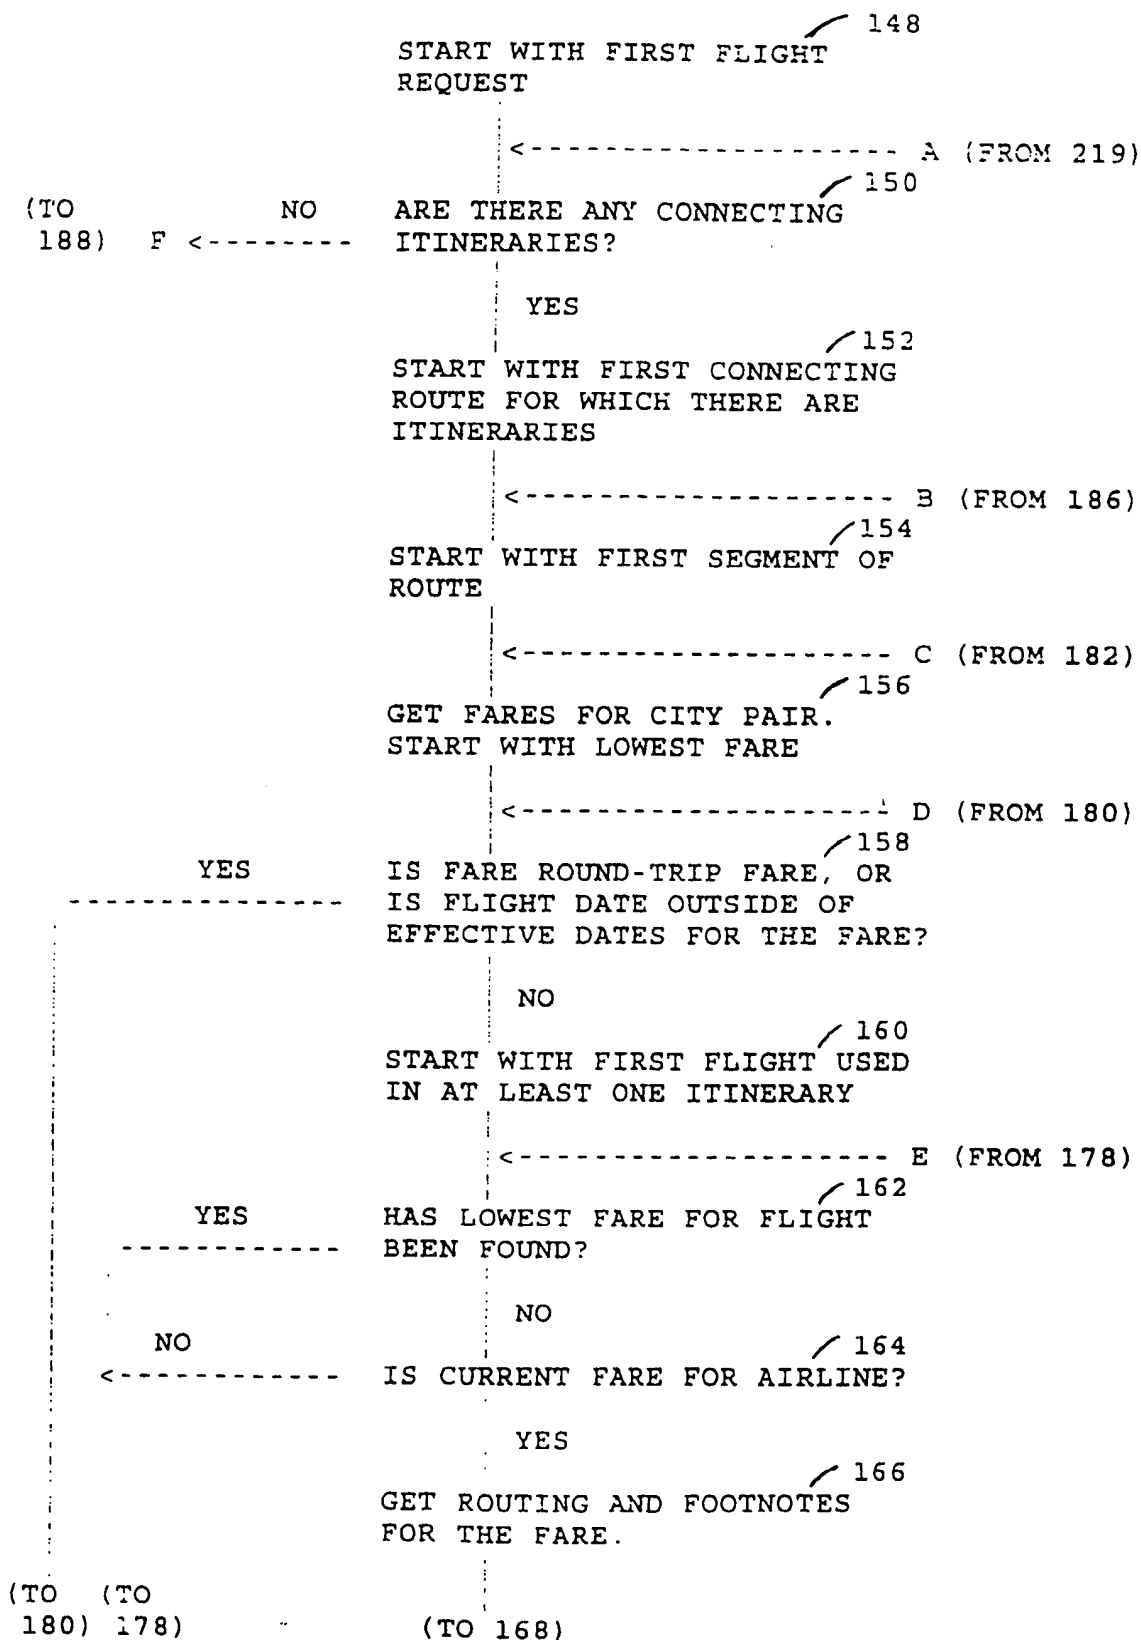 148
START WITH FIRST FLIGHT
REQUEST
<-------------------- A (FROM 219)
150
(TO NO ARE THERE ANY CONNECTING
188) F <-------- ITINERARIES?
YES
152
START WITH FIRST CONNECTING
ROUTE FOR WHICH THERE ARE
ITINERARIES
<-------------------- B (FROM 186)
154
START WITH FIRST SEGMENT OF
ROUTE
<-------------------- C (FROM 182)
156
GET FARES FOR CITY PAIR.
START WITH LOWEST FARE
<-------------------- D (FROM 180)
158
YES IS FARE ROUND-TRIP FARE, OR
--------------- IS FLIGHT DATE OUTSIDE OF
EFFECTIVE DATES FOR THE FARE?
NO
160
START WITH FIRST FLIGHT USED
IN AT LEAST ONE ITINERARY
<-------------------- E (FROM 178)
162
YES HAS LOWEST FARE FOR FLIGHT
------------ BEEN FOUND?
NO
NO 164
<------------ IS CURRENT FARE FOR AIRLINE?
YES
166
GET ROUTING AND FOOTNOTES
FOR THE FARE.
(TO (TO
180) 178) (TO 168)